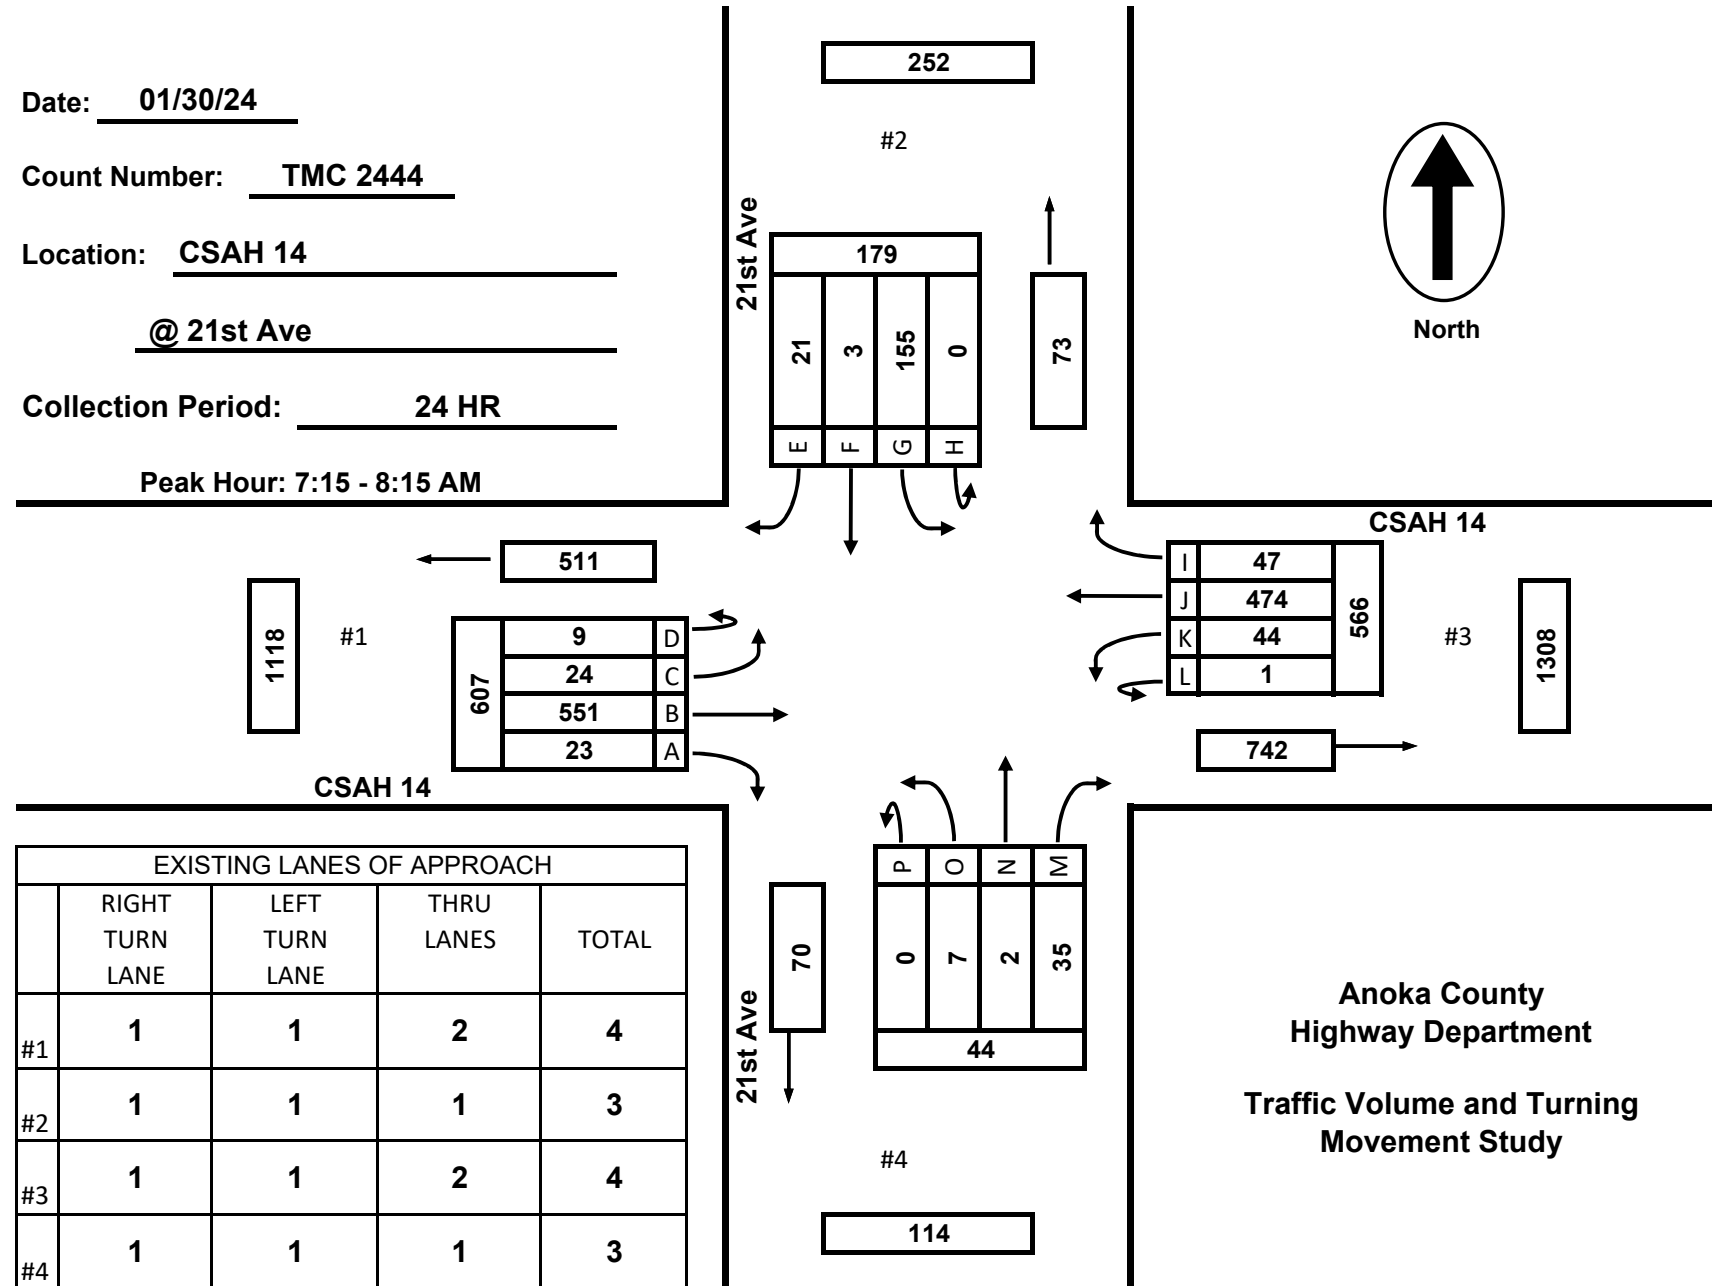 Date: 01/30/24
Count Number: TMC 2444
Location: CSAH 14
@ 21st Ave
Collection Period: 24 HR
Peak Hour: 7:15 - 8:15 AM
252
#2
21st Ave
179
21 3 155 0
E F G H
73
North
CSAH 14
511
1118
#1
607
9 D
24 C
551 B
23 A
CSAH 14
I 47
J 474
K 44
L 1
566
#3
1308
742
EXISTING LANES OF APPROACH
RIGHT TURN LANE LEFT TURN LANE THRU LANES TOTAL
#1 1 1 2 4
#2 1 1 1 3
#3 1 1 2 4
#4 1 1 1 3
P O N M
70
0 7 2 35
44
21st Ave
#4
114
Anoka County
Highway Department
Traffic Volume and Turning
Movement Study